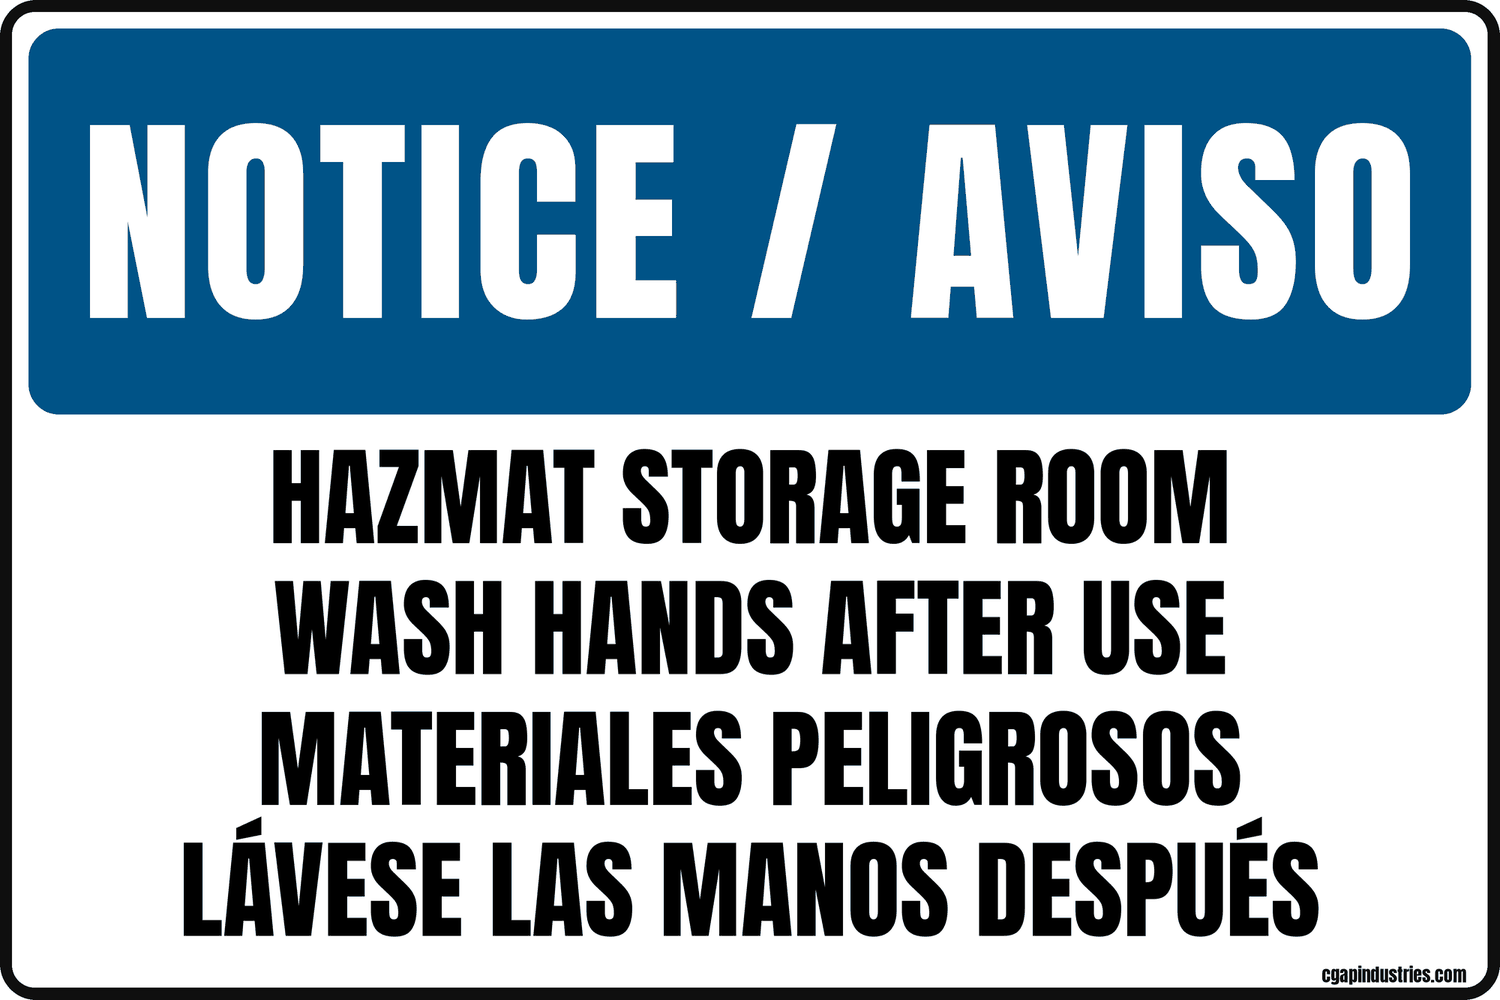 NOTICE / AVISO
HAZMAT STORAGE ROOM
WASH HANDS AFTER USE
MATERIALES PELIGROSOS
LÁVESE LAS MANOS DESPUÉS
cgapindustries.com